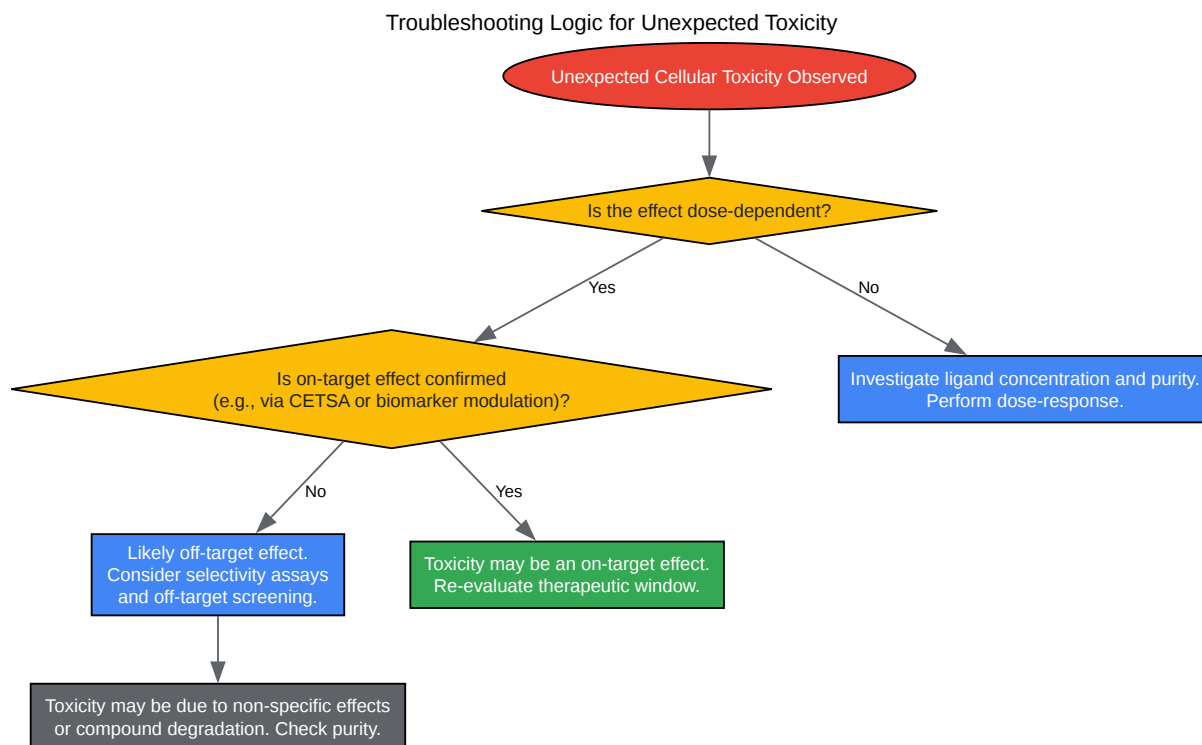 Troubleshooting Logic for Unexpected Toxicity
Unexpected Cellular Toxicity Observed
Is the effect dose-dependent?
Yes
No
Is on-target effect confirmed
(e.g., via CETSA or biomarker modulation)?
Investigate ligand concentration and purity.
Perform dose-response.
No
Yes
Likely off-target effect.
Consider selectivity assays
and off-target screening.
Toxicity may be an on-target effect.
Re-evaluate therapeutic window.
Toxicity may be due to non-specific effects
or compound degradation. Check purity.